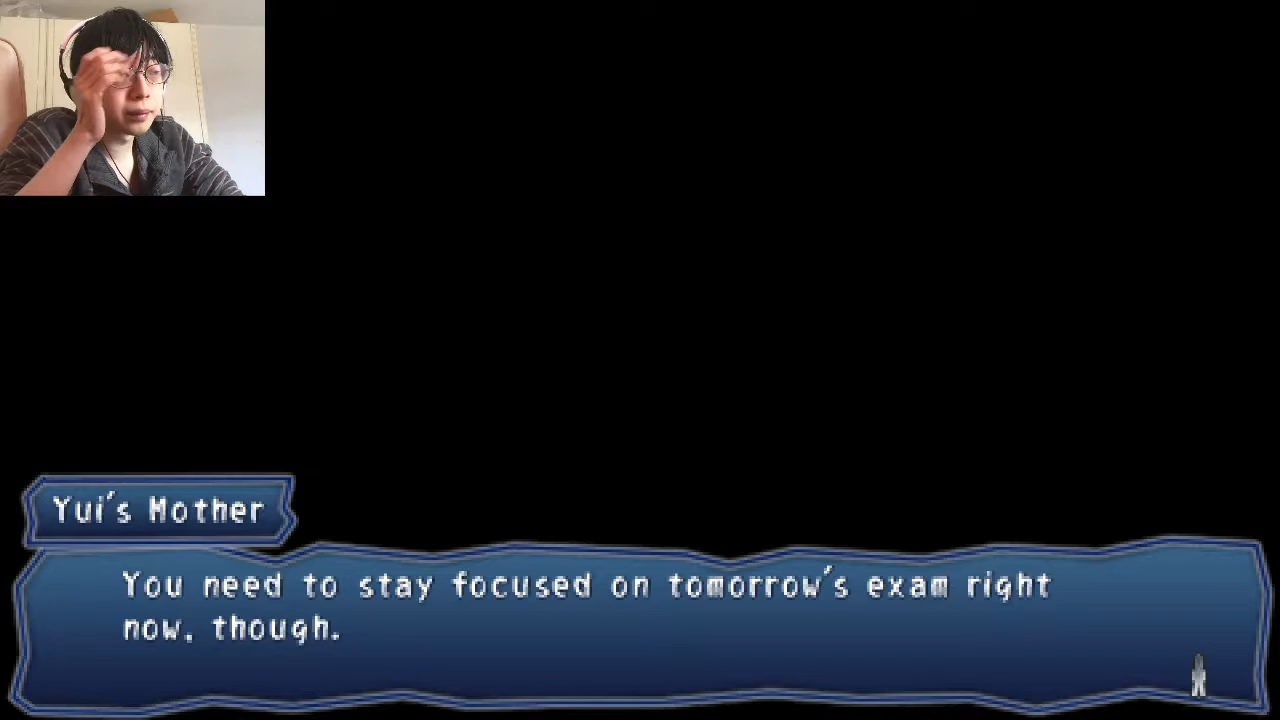 Yui's Mother
You need to stay focused on tomorrow's exam right
now, though.